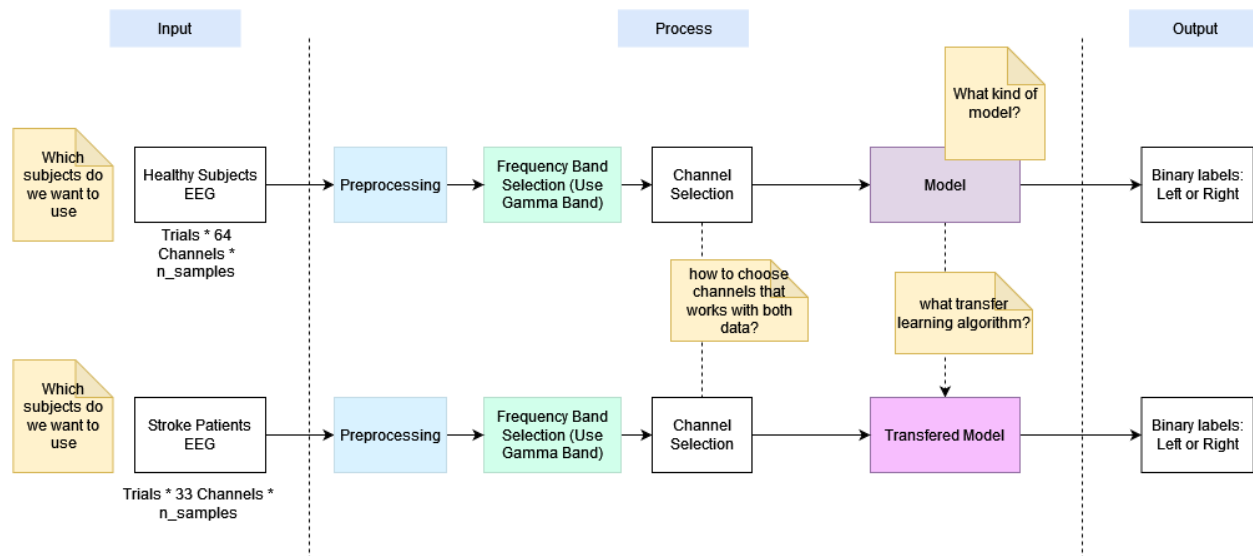 Input
Process
Output
What kind of
model?
Which
subjects do
we want to
use
Healthy Subjects
EEG
Preprocessing
Frequency Band
Selection (Use
Gamma Band)
Channel
Selection
Model
Binary labels:
Left or Right
Trials * 64
Channels *
n_samples
how to choose
channels that
works with both
data?
what transfer
learning algorithm?
Which
subjects do
we want to
use
Stroke Patients
EEG
Preprocessing
Frequency Band
Selection (Use
Gamma Band)
Channel
Selection
Transfered Model
Binary labels:
Left or Right
Trials * 33 Channels *
n_samples